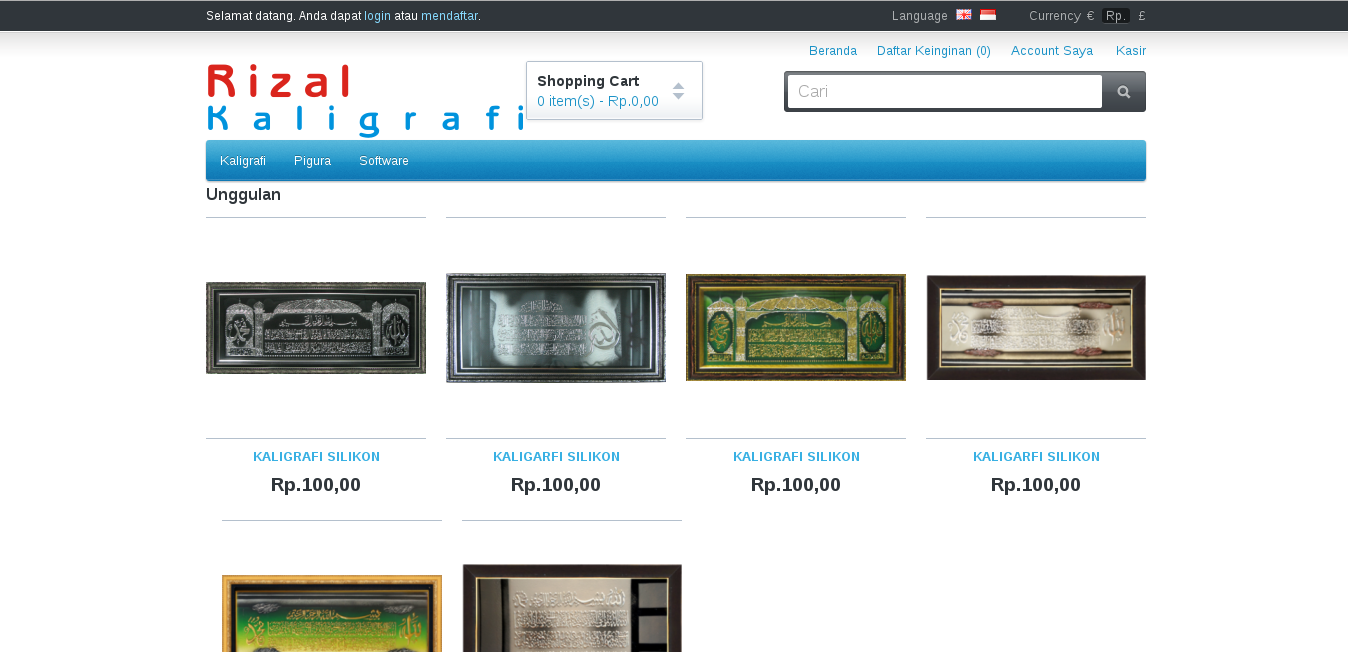 Selamat datang. Anda dapat login atau mendaftar.
Language
Currency € Rp. £
Beranda Daftar Keinginan (0) Account Saya Kasir
Rizal
Kaligrafi
Shopping Cart
0 item(s) - Rp.0,00
Cari
Kaligrafi Pigura Software
Unggulan
KALIGRAFI SILIKON KALIGARFI SILIKON KALIGRAFI SILIKON KALIGARFI SILIKON
Rp.100,00 Rp.100,00 Rp.100,00 Rp.100,00